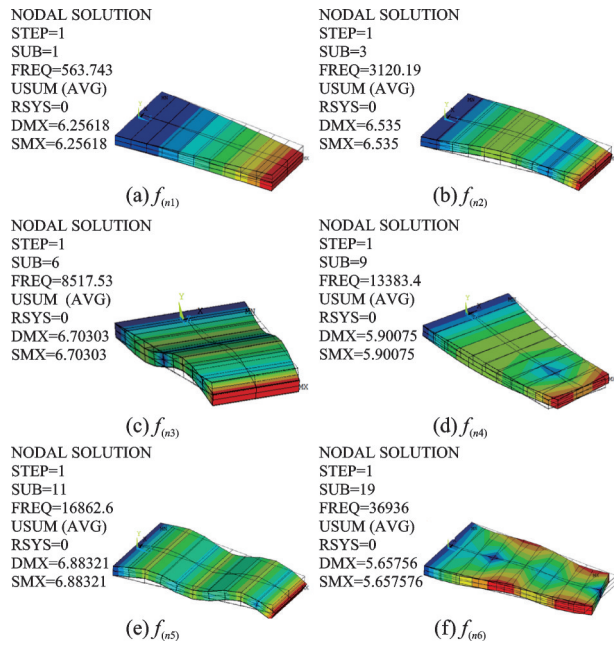 NODAL SOLUTION
STEP=1
SUB=1
FREQ=563.743
USUM (AVG)
RSYS=0
DMX=6.25618
SMX=6.25618
(a) f(n1)
NODAL SOLUTION
STEP=1
SUB=3
FREQ=3120.19
USUM (AVG)
RSYS=0
DMX=6.535
SMX=6.535
(b) f(n2)
NODAL SOLUTION
STEP=1
SUB=6
FREQ=8517.53
USUM (AVG)
RSYS=0
DMX=6.70303
SMX=6.70303
Y
X
MX
(c) f(n3)
NODAL SOLUTION
STEP=1
SUB=9
FREQ=13383.4
USUM (AVG)
RSYS=0
DMX=5.90075
SMX=5.90075
(d) f(n4)
NODAL SOLUTION
STEP=1
SUB=11
FREQ=16862.6
USUM (AVG)
RSYS=0
DMX=6.88321
SMX=6.88321
(e) f(n5)
NODAL SOLUTION
STEP=1
SUB=19
FREQ=36936
USUM (AVG)
RSYS=0
DMX=5.65756
SMX=5.657576
(f) f(n6)